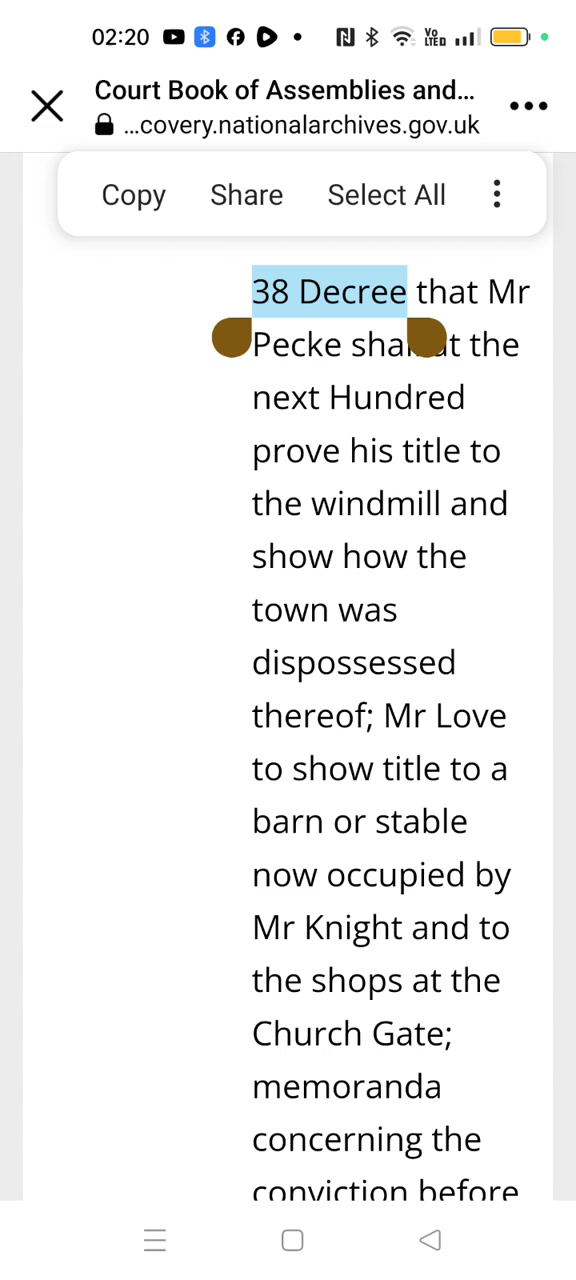 02:20
Court Book of Assemblies and...
...covery.nationalarchives.gov.uk
Copy Share Select All
38 Decree that Mr
Pecke the
next Hundred
prove his title to
the windmill and
show how the
town was
dispossessed
thereof; Mr Love
to show title to a
barn or stable
now occupied by
Mr Knight and to
the shops at the
Church Gate;
memoranda
concerning the
conviction before